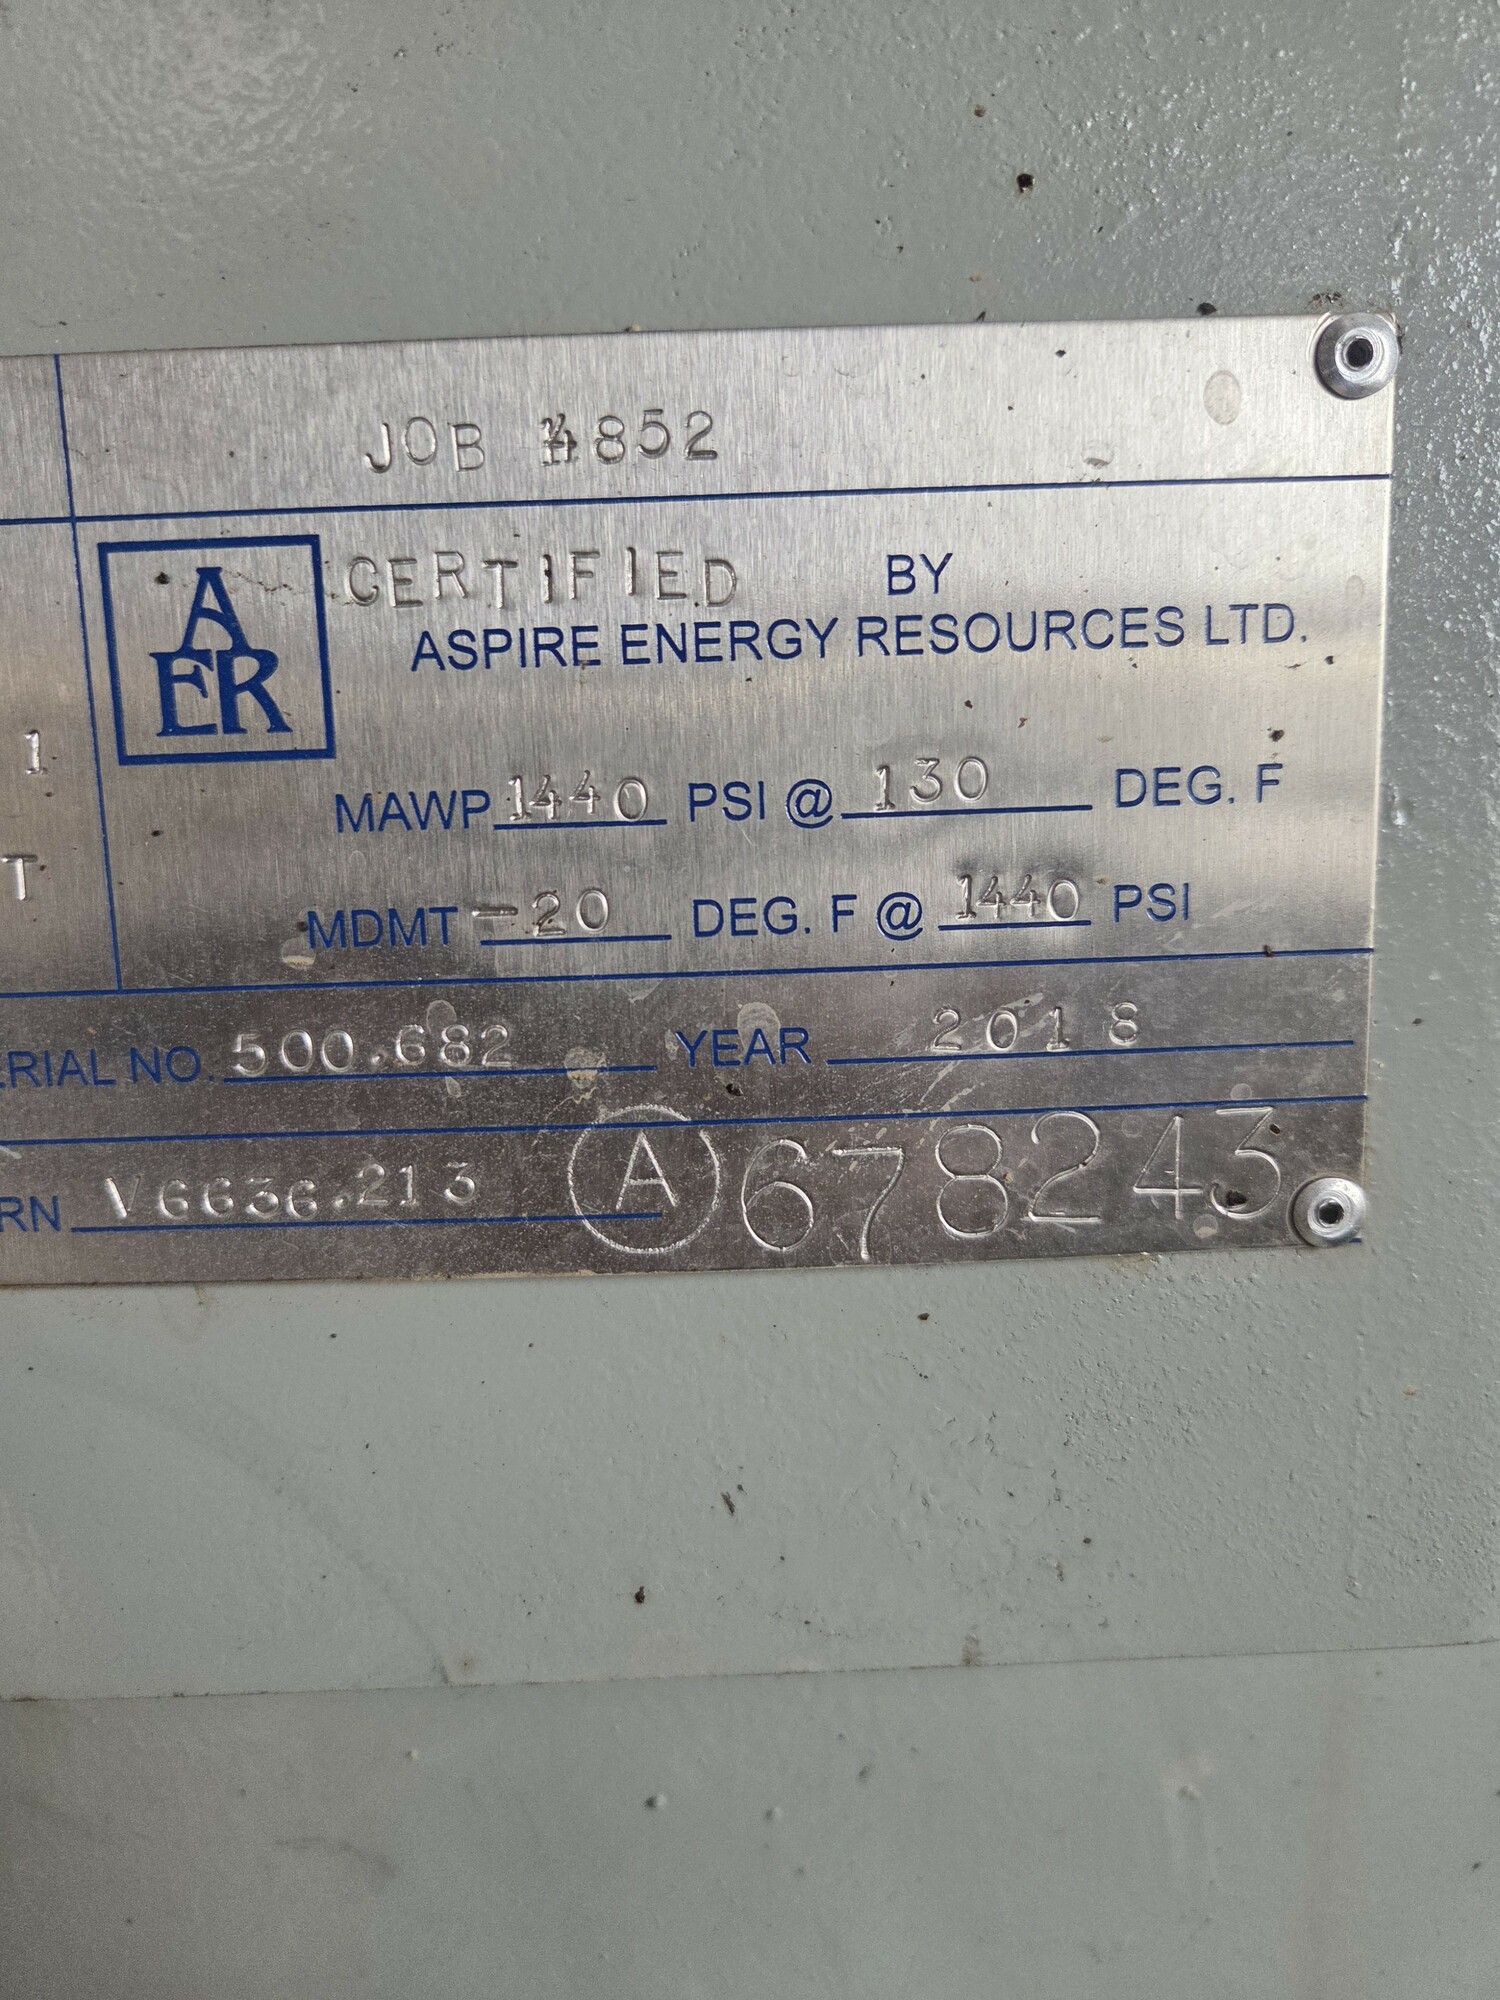 JOB #852
A
ER
CERTIFIED BY
ASPIRE ENERGY RESOURCES LTD.
1
MAWP 1440 PSI @ 130 DEG. F
T
MDMT -20 DEG. F @ 1440 PSI
ERIAL NO. 500.682 YEAR 2018
RN V6636.213 A 678243